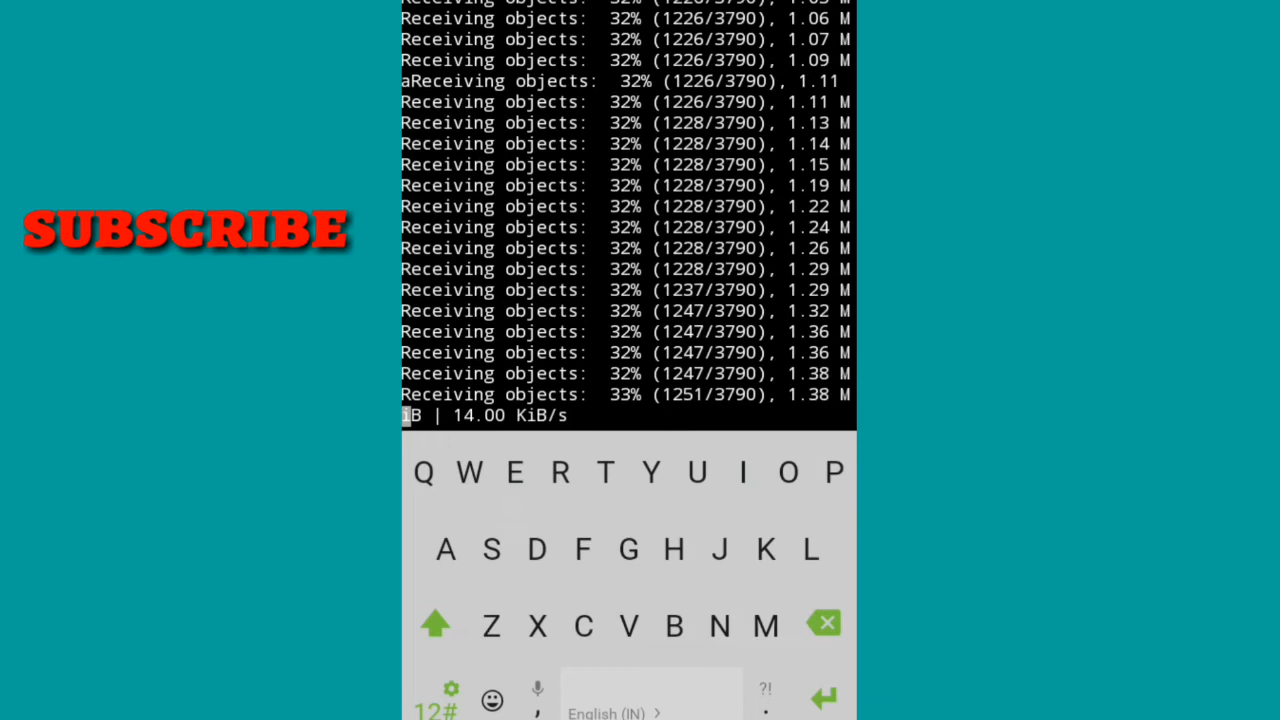 Receiving objects: 32% (1226/3790), 1.06 M
Receiving objects: 32% (1226/3790), 1.07 M
Receiving objects: 32% (1226/3790), 1.09 M
aReceiving objects: 32% (1226/3790), 1.11
Receiving objects: 32% (1226/3790), 1.11 M
Receiving objects: 32% (1228/3790), 1.13 M
Receiving objects: 32% (1228/3790), 1.14 M
Receiving objects: 32% (1228/3790), 1.15 M
Receiving objects: 32% (1228/3790), 1.19 M
Receiving objects: 32% (1228/3790), 1.22 M
Receiving objects: 32% (1228/3790), 1.24 M
Receiving objects: 32% (1228/3790), 1.26 M
Receiving objects: 32% (1228/3790), 1.29 M
Receiving objects: 32% (1237/3790), 1.29 M
Receiving objects: 32% (1247/3790), 1.32 M
Receiving objects: 32% (1247/3790), 1.36 M
Receiving objects: 32% (1247/3790), 1.36 M
Receiving objects: 32% (1247/3790), 1.38 M
Receiving objects: 33% (1251/3790), 1.38 M
iB | 14.00 KiB/s
SUBSCRIBE
Q W E R T Y U I O P
A S D F G H J K L
Z X C V B N M
?!
12# , English (IN) > .